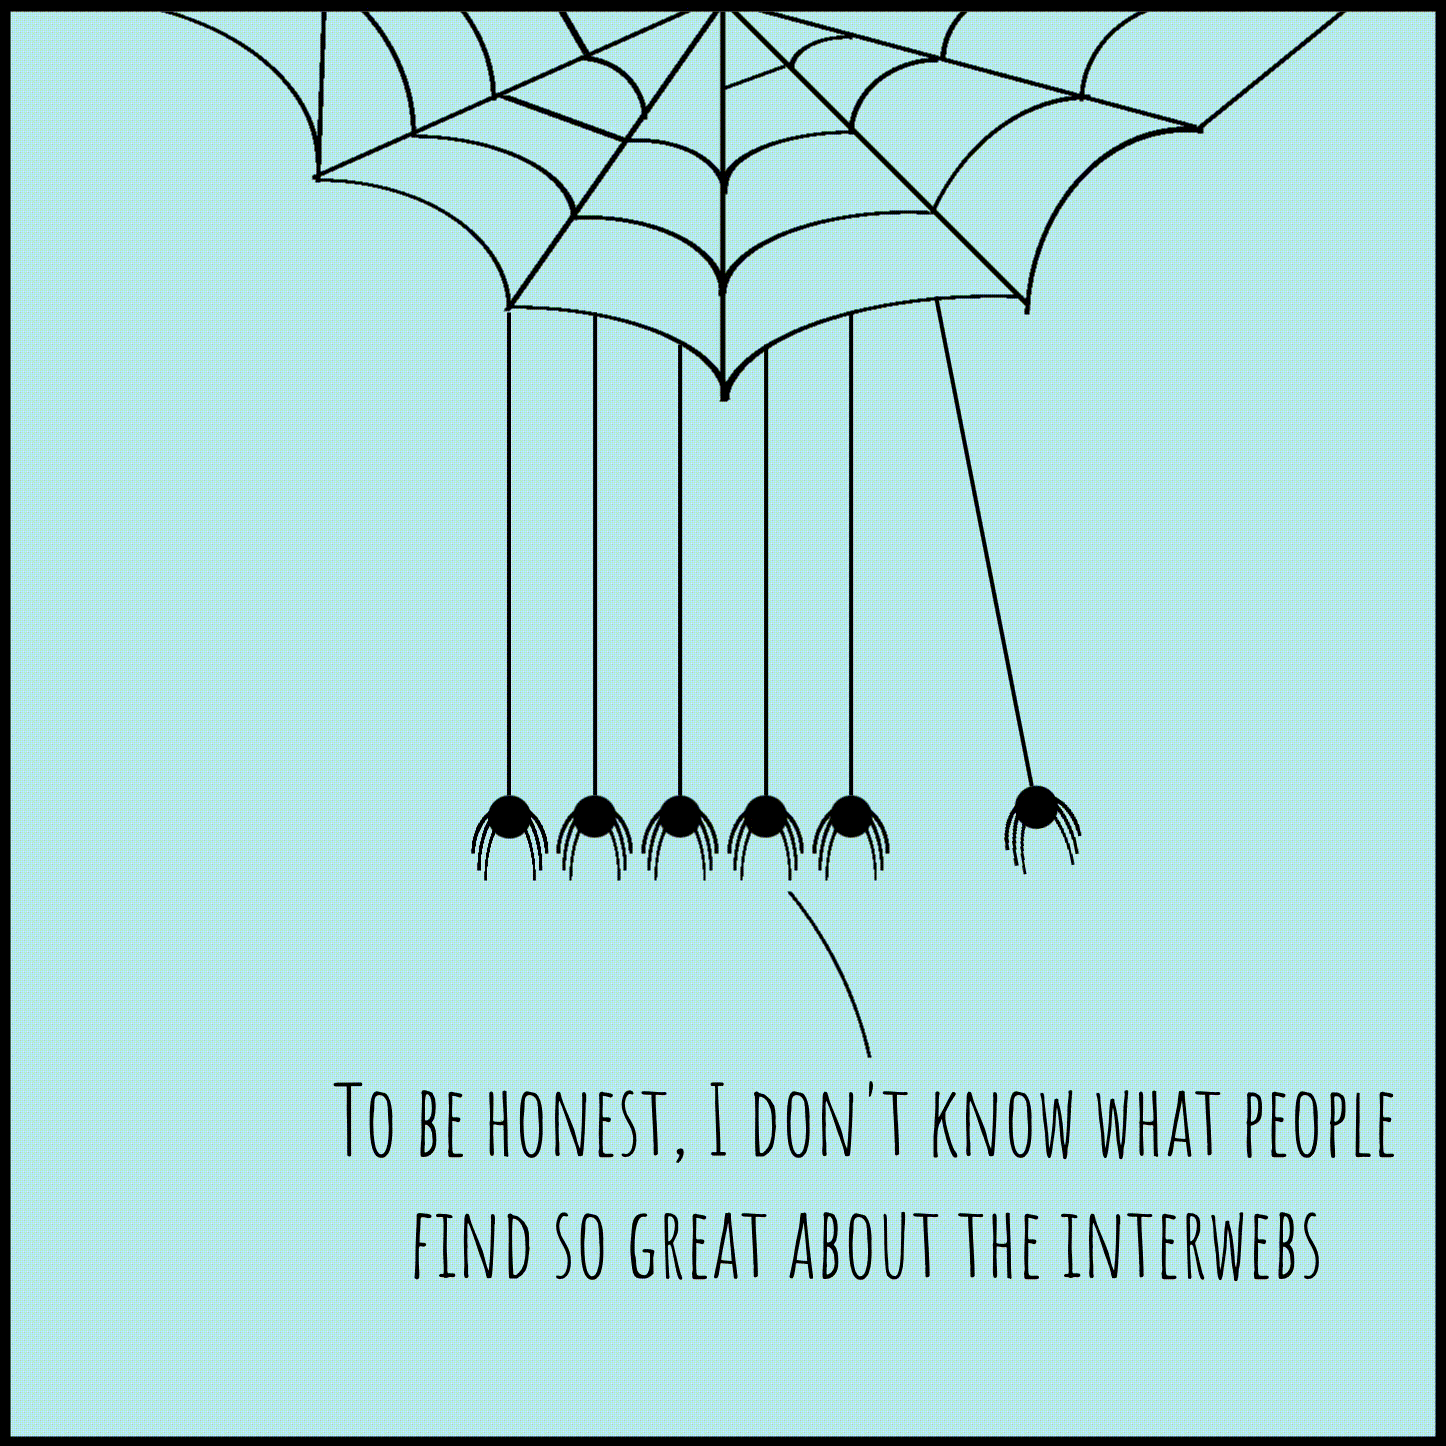 To be honest, I don't know what people
find so great about the interwebs